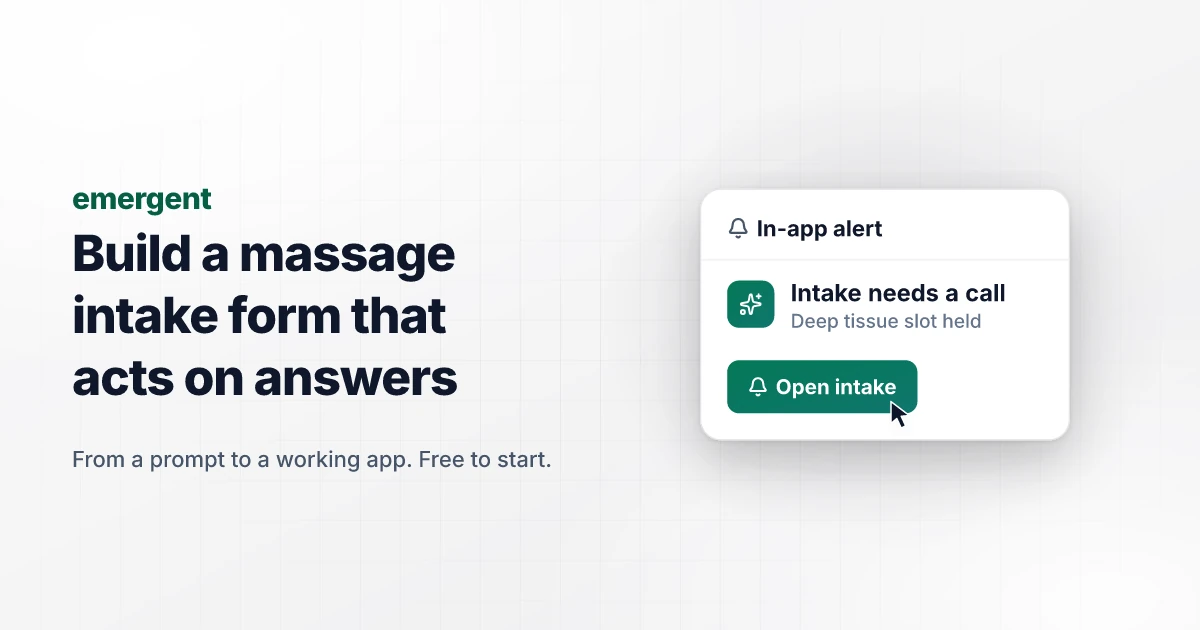 emergent
Build a massage
intake form that
acts on answers
From a prompt to a working app. Free to start.
In-app alert
Intake needs a call
Deep tissue slot held
Open intake